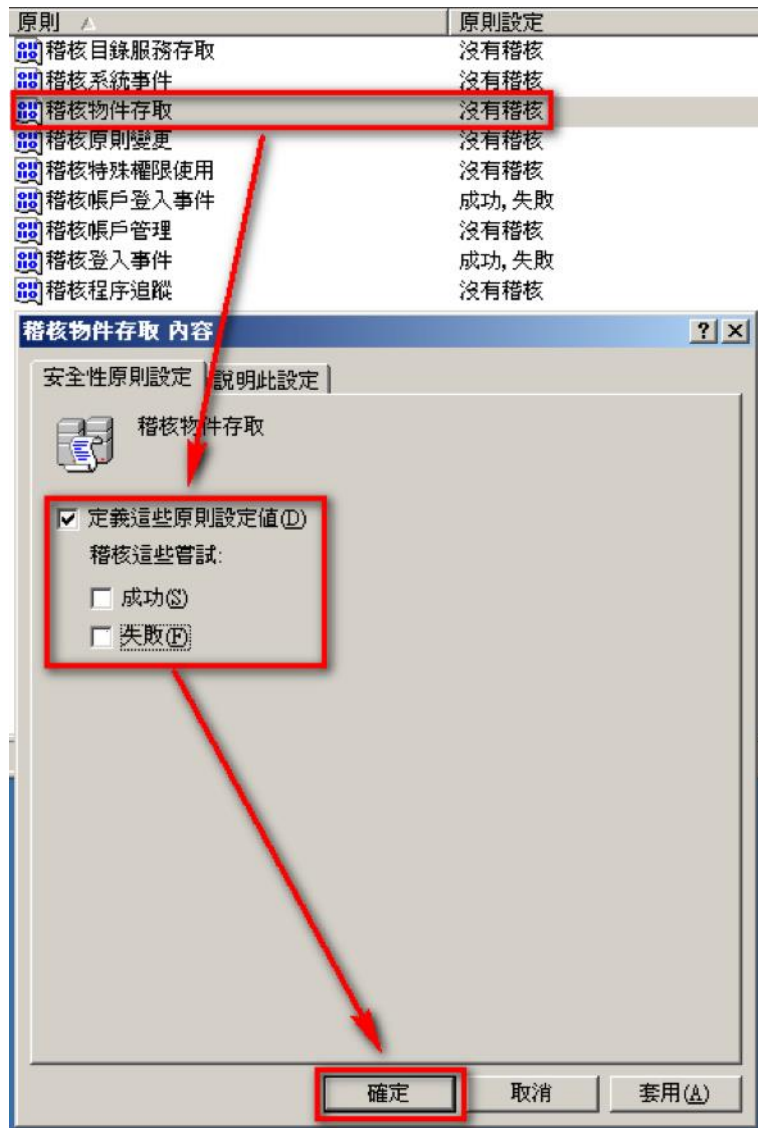 原則 原則設定
稽核目錄服務存取 沒有稽核
稽核系統事件 沒有稽核
稽核物件存取 沒有稽核
稽核原則變更 沒有稽核
稽核特殊權限使用 沒有稽核
稽核帳戶登入事件 成功, 失敗
稽核帳戶管理 沒有稽核
稽核登入事件 成功, 失敗
稽核程序追蹤 沒有稽核
稽核物件存取 內容
安全性原則設定 說明此設定
稽核物件存取
定義這些原則設定值(D)
稽核這些嘗試:
成功(S)
失敗(F)
確定 取消 套用(A)